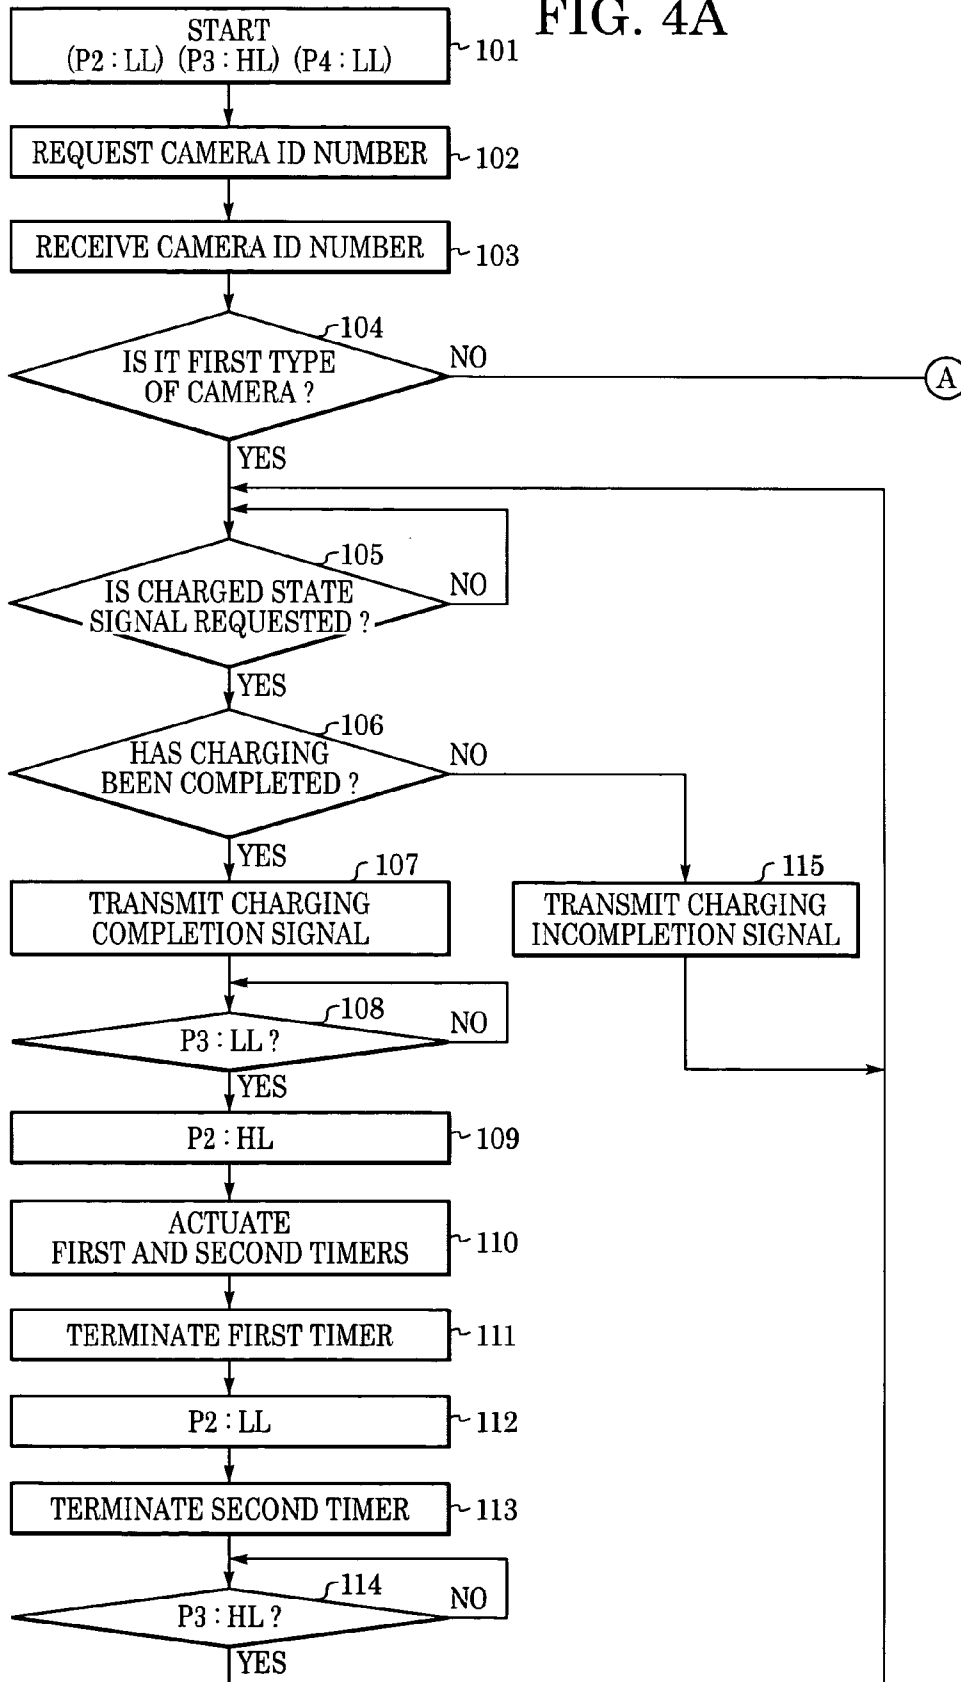 FIG. 4A
START
(P2 : LL) (P3 : HL) (P4 : LL)
101
REQUEST CAMERA ID NUMBER
102
RECEIVE CAMERA ID NUMBER
103
104
IS IT FIRST TYPE
OF CAMERA ?
NO
A
YES
105
IS CHARGED STATE
SIGNAL REQUESTED ?
NO
YES
106
HAS CHARGING
BEEN COMPLETED ?
NO
YES
107
TRANSMIT CHARGING
COMPLETION SIGNAL
115
TRANSMIT CHARGING
INCOMPLETION SIGNAL
108
P3 : LL ?
NO
YES
P2 : HL
109
ACTUATE
FIRST AND SECOND TIMERS
110
TERMINATE FIRST TIMER
111
P2 : LL
112
TERMINATE SECOND TIMER
113
114
P3 : HL ?
NO
YES